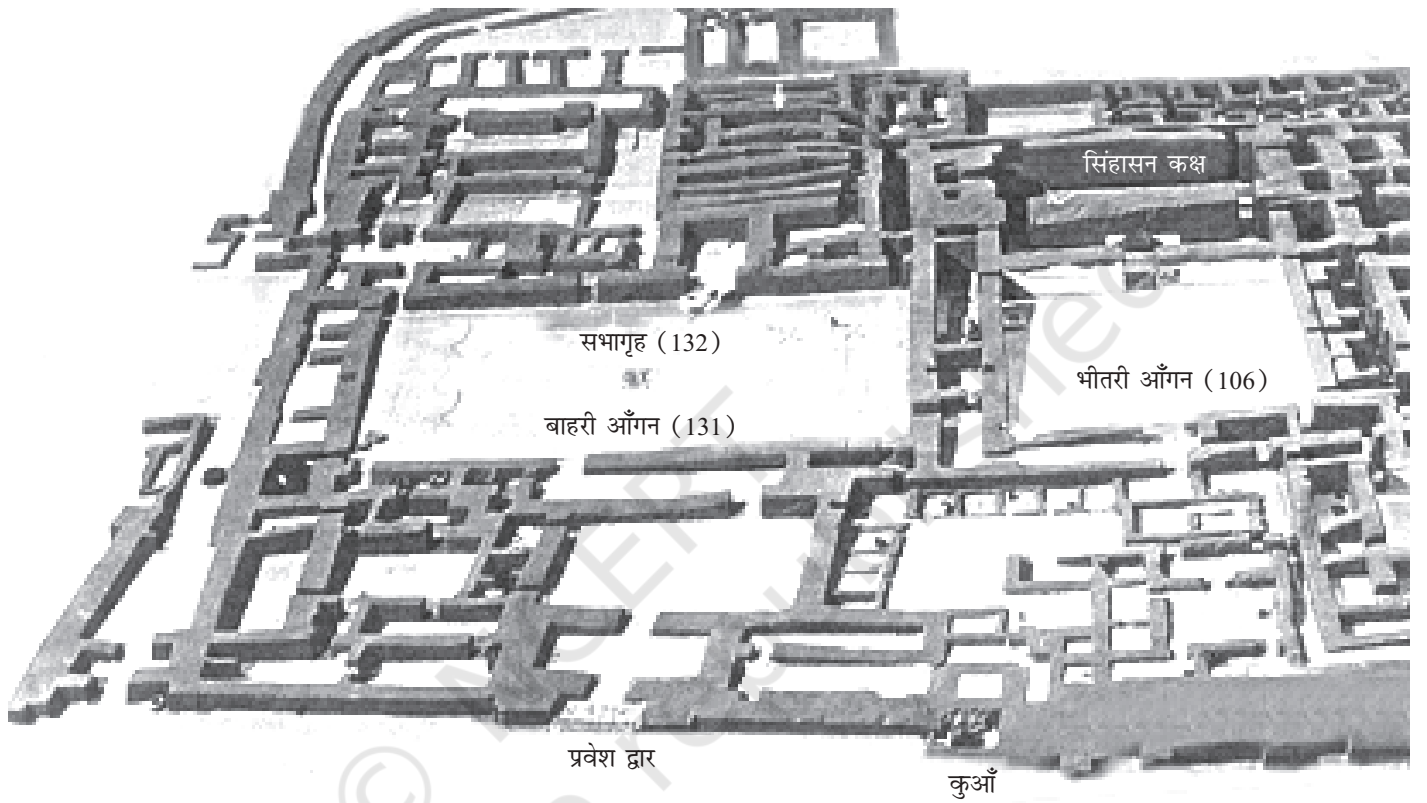 सिंहासन कक्ष
सभागृह (132)
भीतरी आँगन (106)
बाहरी आँगन (131)
प्रवेश द्वार
कुआँ